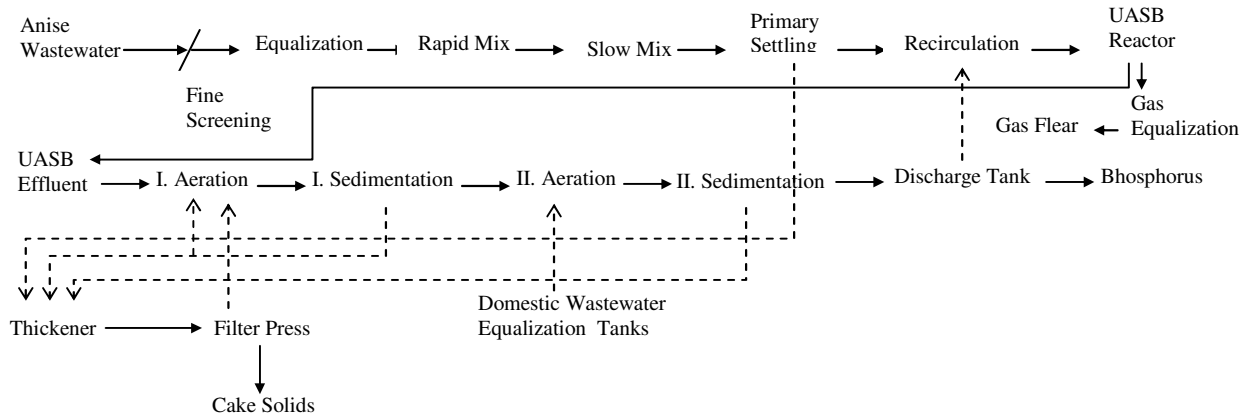 Anise
Wastewater
Fine
Screening
Equalization
Rapid Mix
Slow Mix
Primary
Settling
Recirculation
UASB
Reactor
Gas
Equalization
Gas Flear
UASB
Effluent
I. Aeration
I. Sedimentation
II. Aeration
II. Sedimentation
Discharge Tank
Bhosphorus
Thickener
Filter Press
Domestic Wastewater
Equalization Tanks
Cake Solids